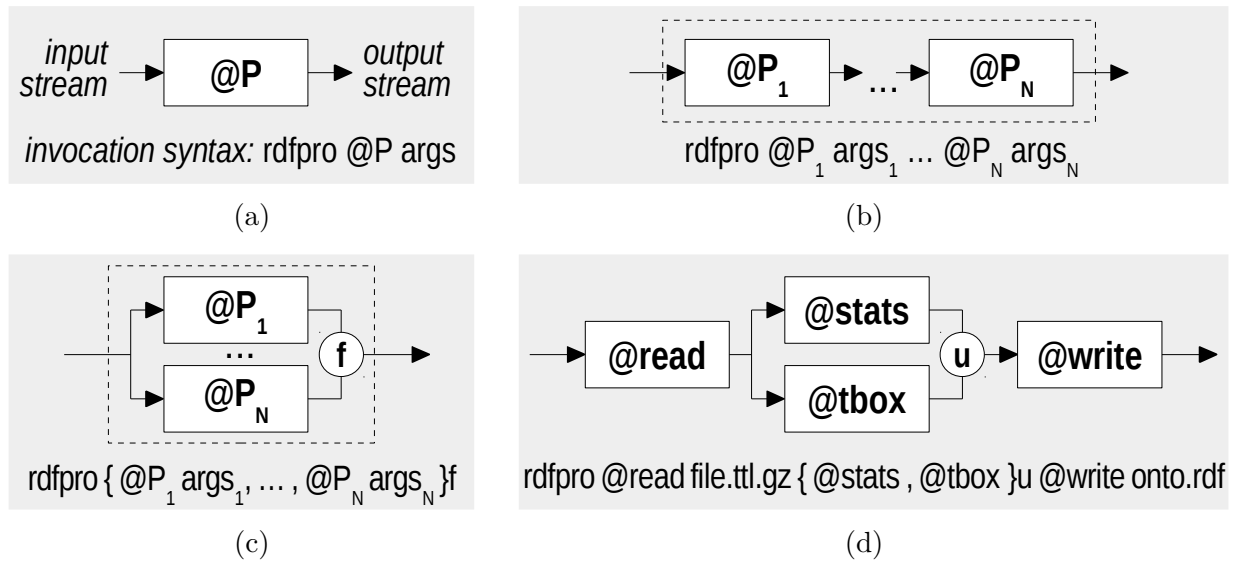 input stream
@P
output stream
invocation syntax: rdfpro @P args
(a)
@P1 ... @PN
rdfpro @P1 args1 ... @PN argsN
(b)
@P1
...
@PN
f
rdfpro { @P1 args1, ... , @PN argsN }f
(c)
@read
@stats
@tbox
u
@write
rdfpro @read file.ttl.gz { @stats , @tbox }u @write onto.rdf
(d)